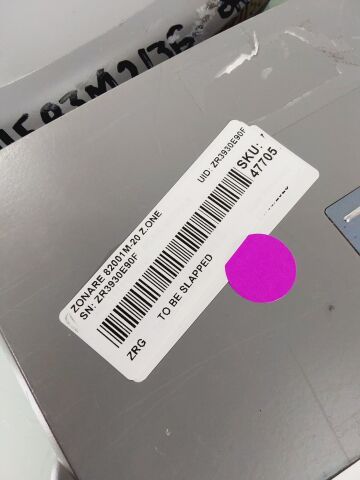 ZONARE 82001M-20 Z.ONE
SN: ZR3930E90F
UID: ZR3930E90F
SKU:
47705
ZRG
TO BE SLAPPED